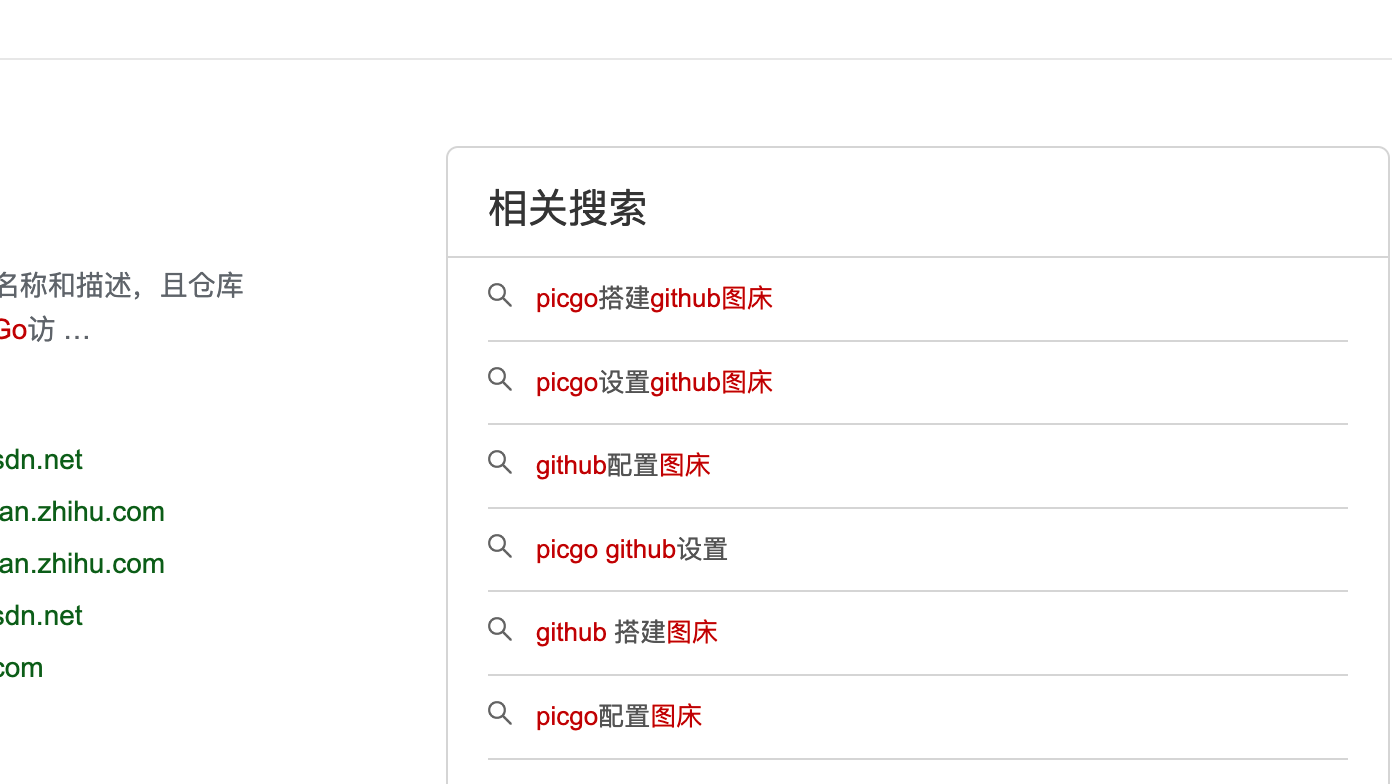 名称和描述，且仓库
Go访 …
sdn.net
an.zhihu.com
an.zhihu.com
sdn.net
com
相关搜索
picgo搭建github图床
picgo设置github图床
github配置图床
picgo github设置
github 搭建图床
picgo配置图床